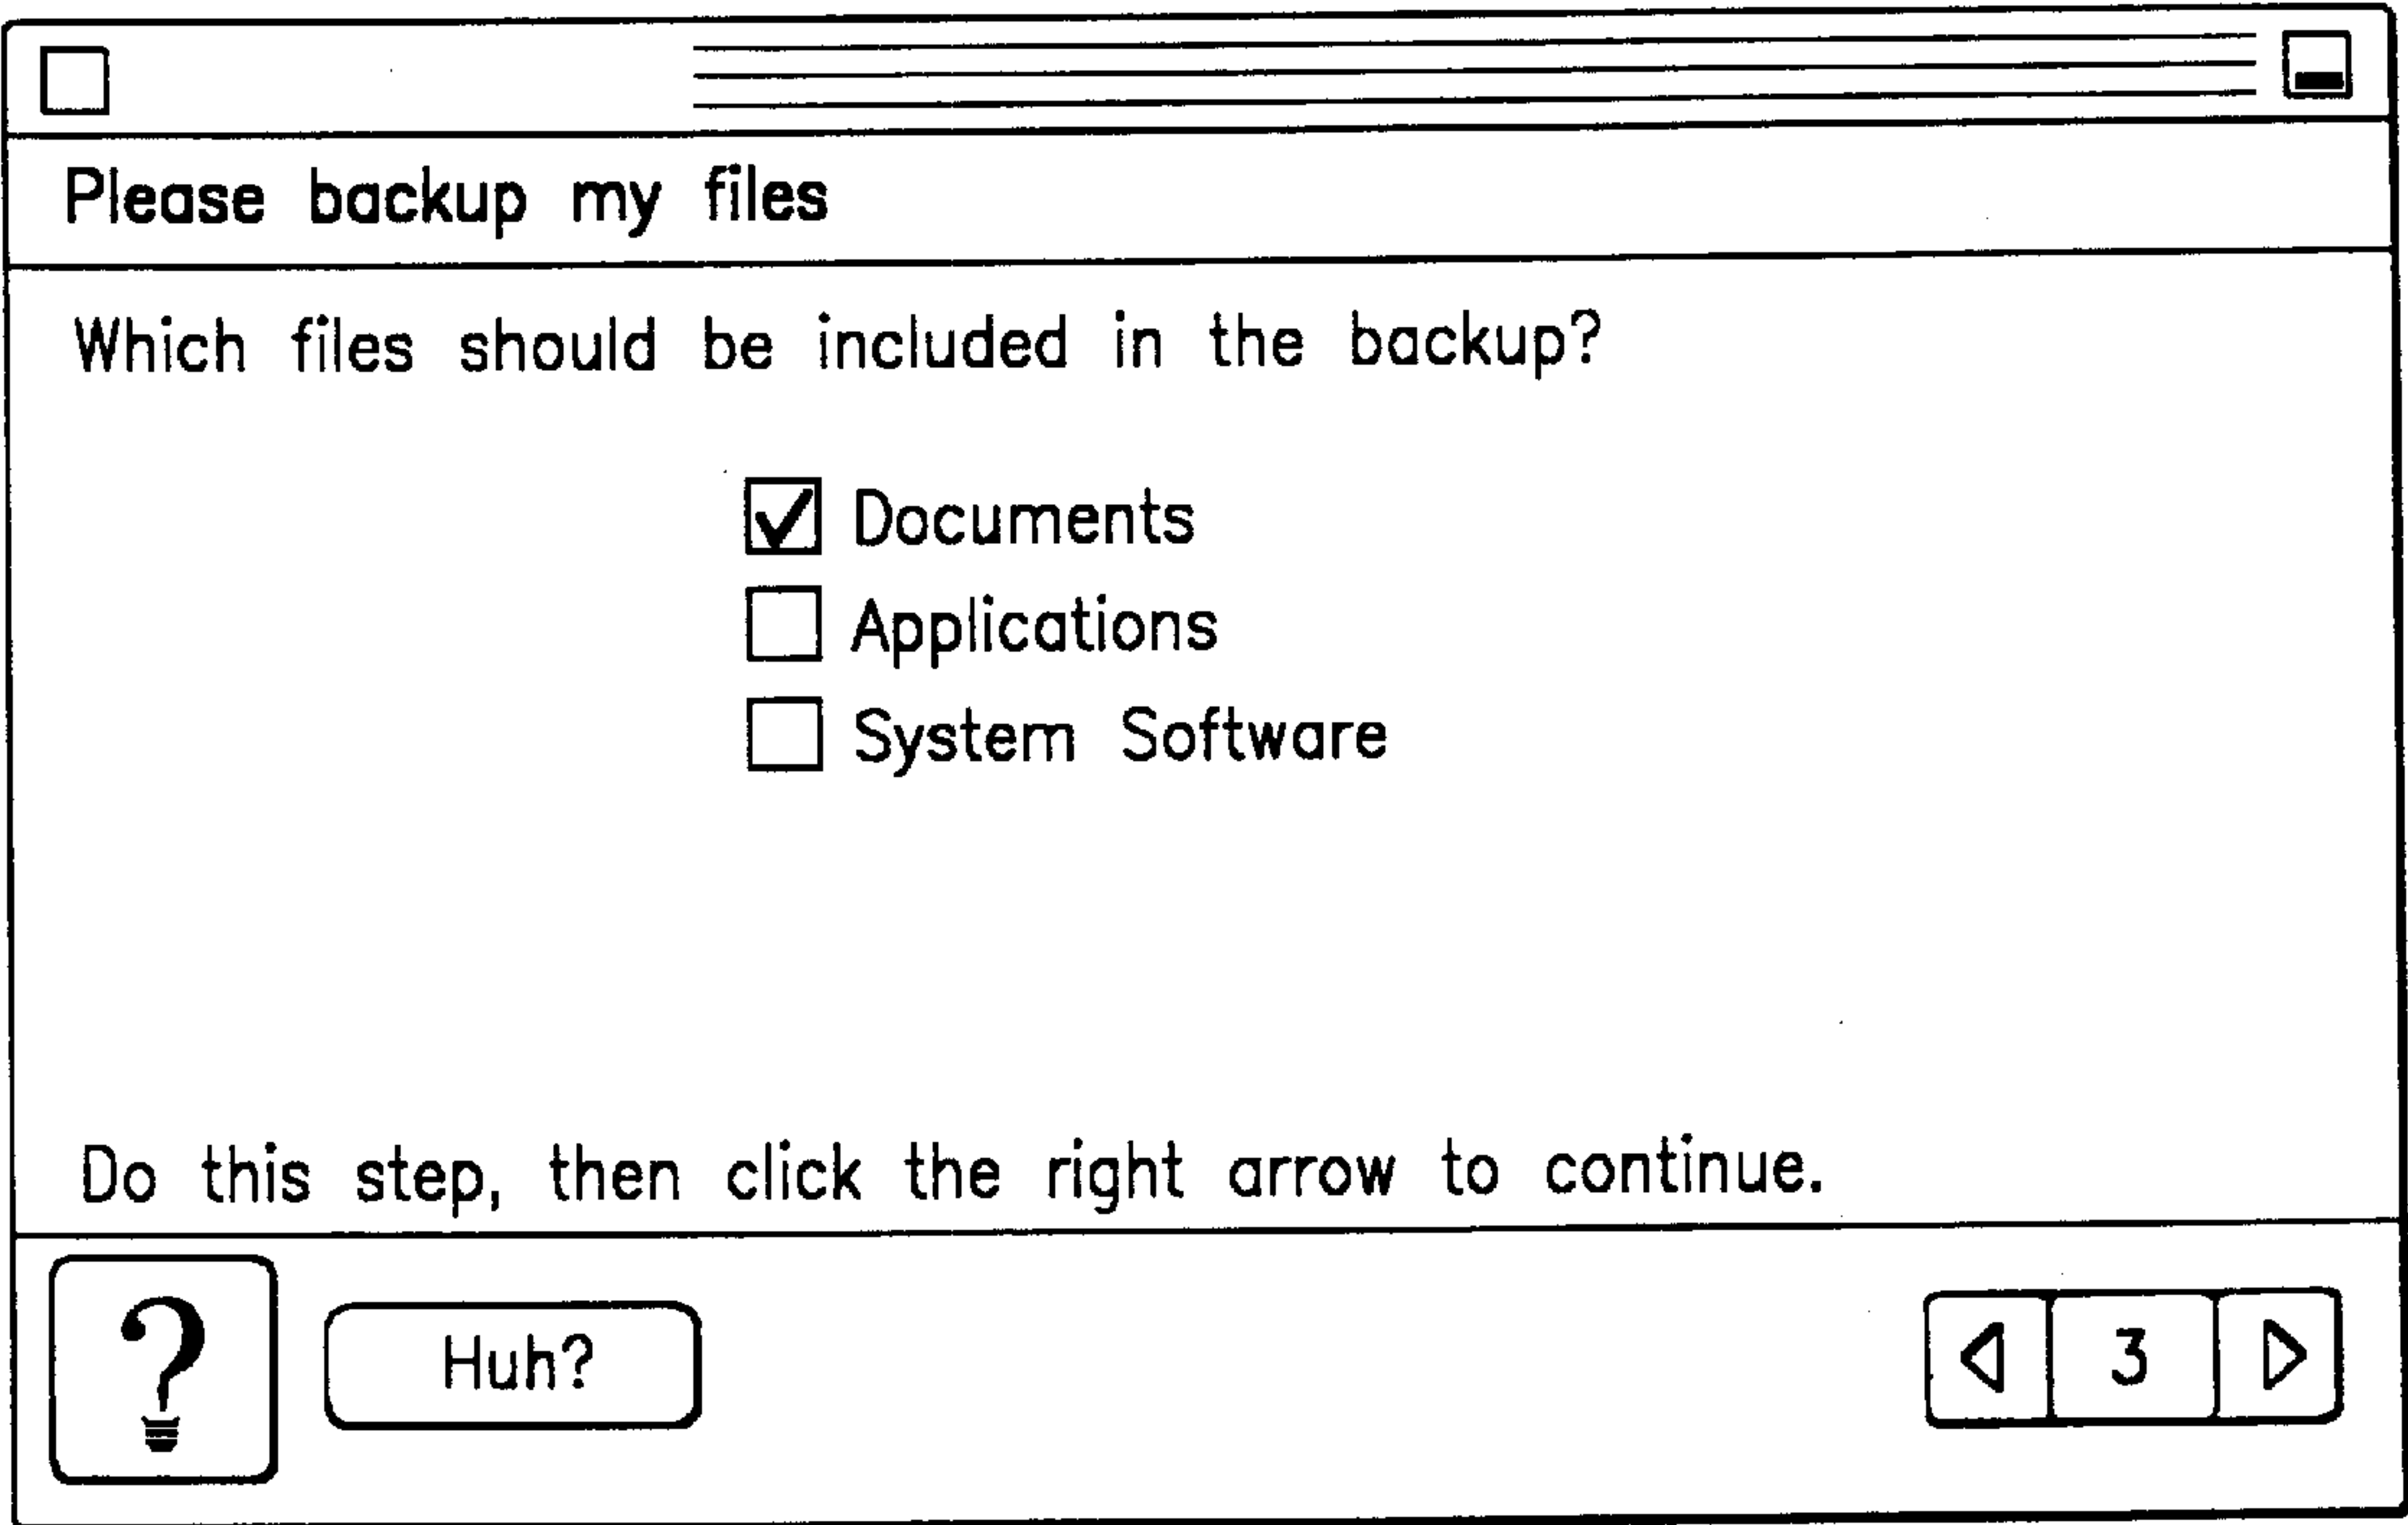 Please backup my files
Which files should be included in the backup?
Documents
Applications
System Software
Do this step, then click the right arrow to continue.
?
Huh?
3